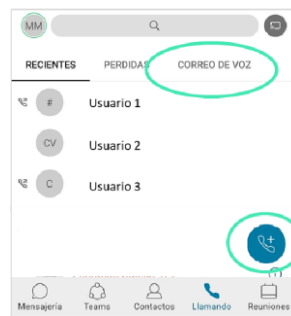 MM
RECIENTES PERDIDAS CORREO DE VOZ
# Usuario 1
CV Usuario 2
C Usuario 3
Mensajería Teams Contactos Llamando Reuniones